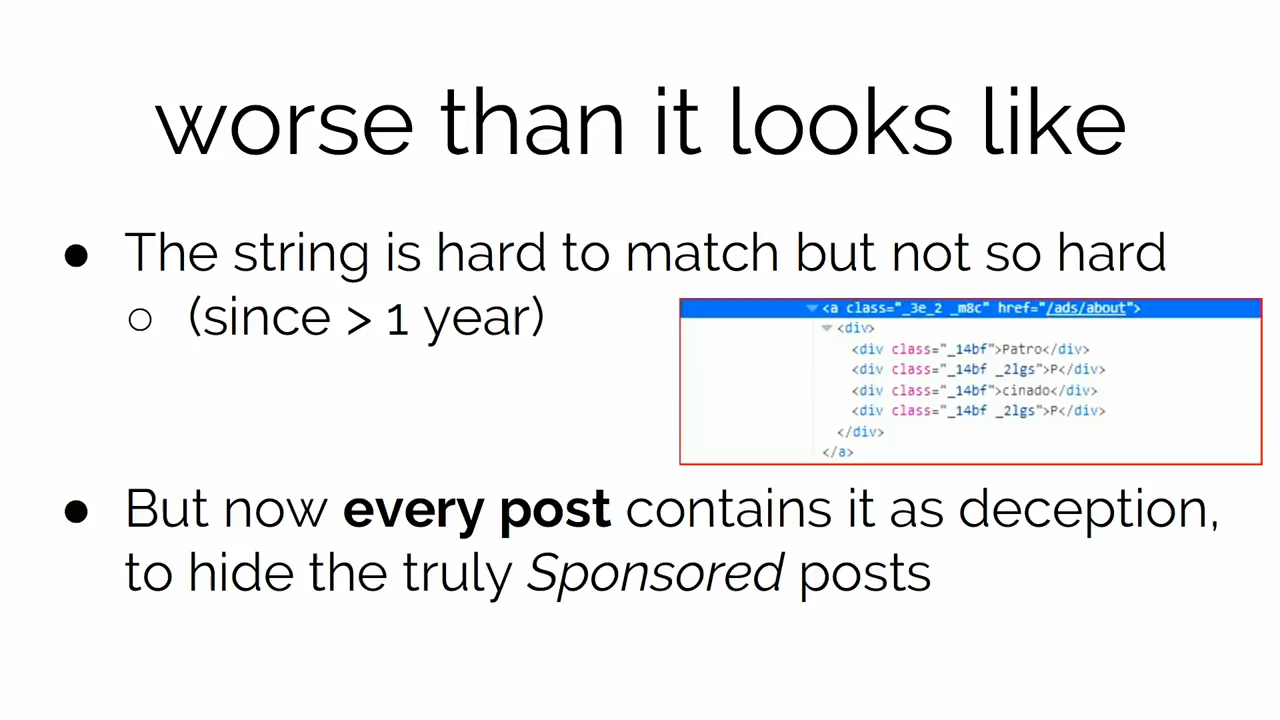 worse than it looks like
● The string is hard to match but not so hard
○ (since > 1 year)
<a class="_3e_2 _m8c" href="/ads/about">
<div>
<div class="_14bf">Patro</div>
<div class="_14bf _2lgs">P</div>
<div class="_14bf">cinado</div>
<div class="_14bf _2lgs">P</div>
</div>
</a>
● But now every post contains it as deception,
to hide the truly Sponsored posts